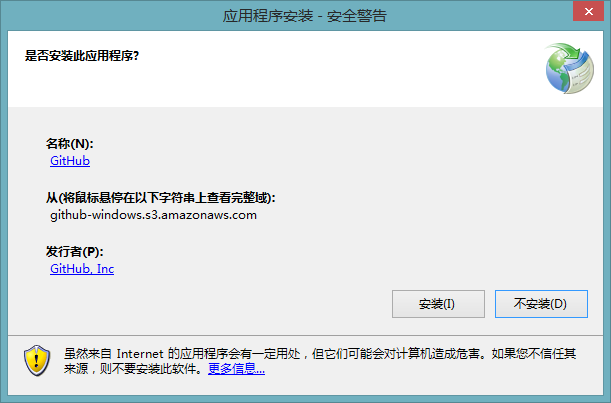 应用程序安装 - 安全警告
是否安装此应用程序?
名称(N):
GitHub
从(将鼠标悬停在以下字符串上查看完整域):
github-windows.s3.amazonaws.com
发行者(P):
GitHub, Inc
安装(I)
不安装(D)
虽然来自 Internet 的应用程序会有一定用处，但它们可能会对计算机造成危害。如果您不信任其
来源，则不要安装此软件。更多信息...